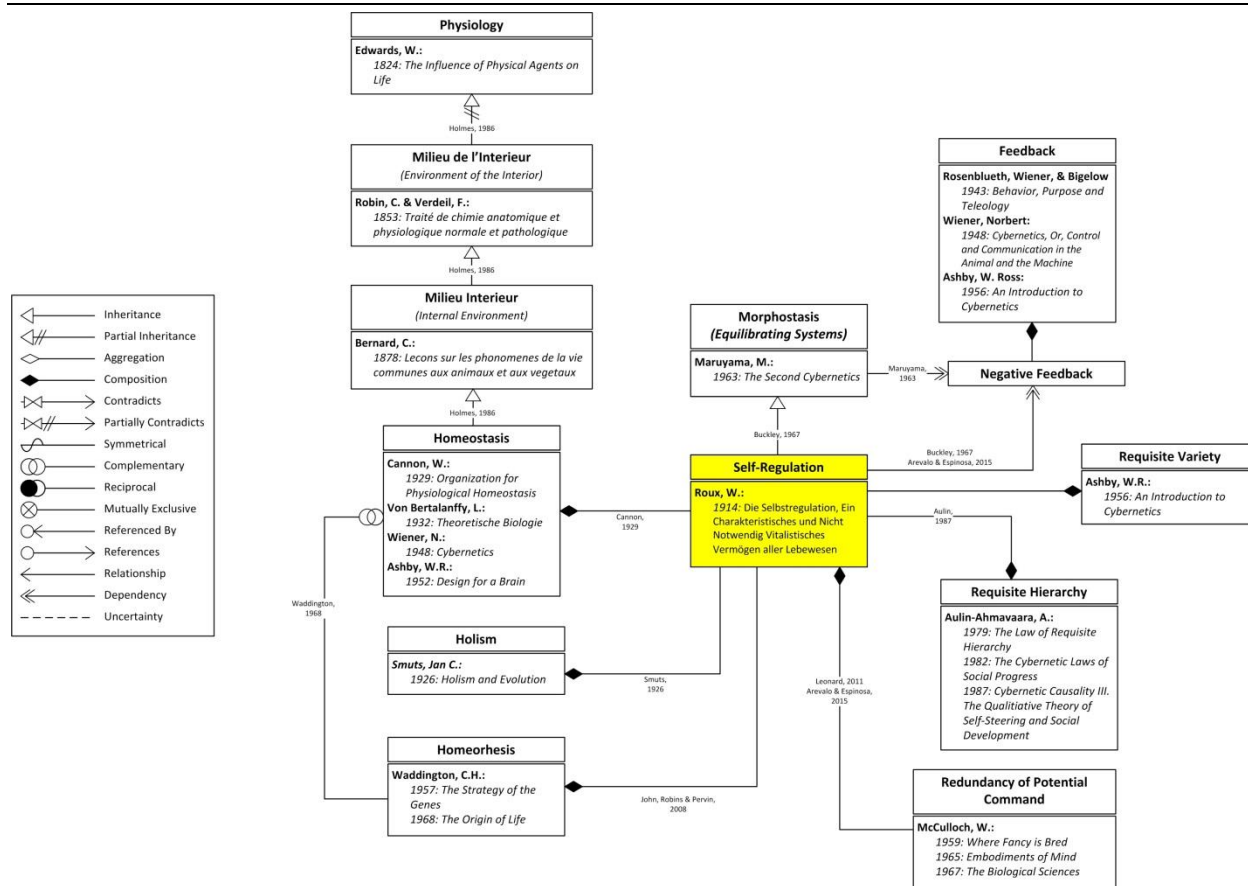 Physiology
Edwards, W.:
1824: The Influence of Physical Agents on
Life
Holmes, 1986
Milieu de l'Interieur
(Environment of the Interior)
Robin, C. & Verdeil, F.:
1853: Traité de chimie anatomique et
physiologique normale et pathologique
Holmes, 1986
Milieu Interieur
(Internal Environment)
Bernard, C.:
1878: Lecons sur les phonomenes de la vie
communes aux animaux et aux vegetaux
Holmes, 1986
Homeostasis
Cannon, W.:
1929: Organization for
Physiological Homeostasis
Von Bertalanffy, L.:
1932: Theoretische Biologie
Wiener, N.:
1948: Cybernetics
Ashby, W.R.:
1952: Design for a Brain
Cannon,
1929
Waddington,
1968
Holism
Smuts, Jan C.:
1926: Holism and Evolution
Smuts,
1926
Homeorhesis
Waddington, C.H.:
1957: The Strategy of the
Genes
1968: The Origin of Life
John, Robins & Pervin,
2008
Inheritance
Partial Inheritance
Aggregation
Composition
Contradicts
Partially Contradicts
Symmetrical
Complementary
Reciprocal
Mutually Exclusive
Referenced By
References
Relationship
Dependency
Uncertainty
Morphostasis
(Equilibrating Systems)
Maruyama, M.:
1963: The Second Cybernetics
Maruyama,
1963
Buckley, 1967
Self-Regulation
Roux, W.:
1914: Die Selbstregulation, Ein
Charakteristisches und Nicht
Notwendig Vitalistisches
Vermögen aller Lebewesen
Feedback
Rosenblueth, Wiener, & Bigelow
1943: Behavior, Purpose and
Teleology
Wiener, Norbert:
1948: Cybernetics, Or, Control
and Communication in the
Animal and the Machine
Ashby, W. Ross:
1956: An Introduction to
Cybernetics
Negative Feedback
Buckley, 1967
Arevalo & Espinosa, 2015
Requisite Variety
Ashby, W.R.:
1956: An Introduction to
Cybernetics
Aulin,
1987
Requisite Hierarchy
Aulin-Ahmavaara, A.:
1979: The Law of Requisite
Hierarchy
1982: The Cybernetic Laws of
Social Progress
1987: Cybernetic Causality III.
The Qualitiative Theory of
Self-Steering and Social
Development
Leonard, 2011
Arevalo & Espinosa,
2015
Redundancy of Potential
Command
McCulloch, W.:
1959: Where Fancy is Bred
1965: Embodiments of Mind
1967: The Biological Sciences